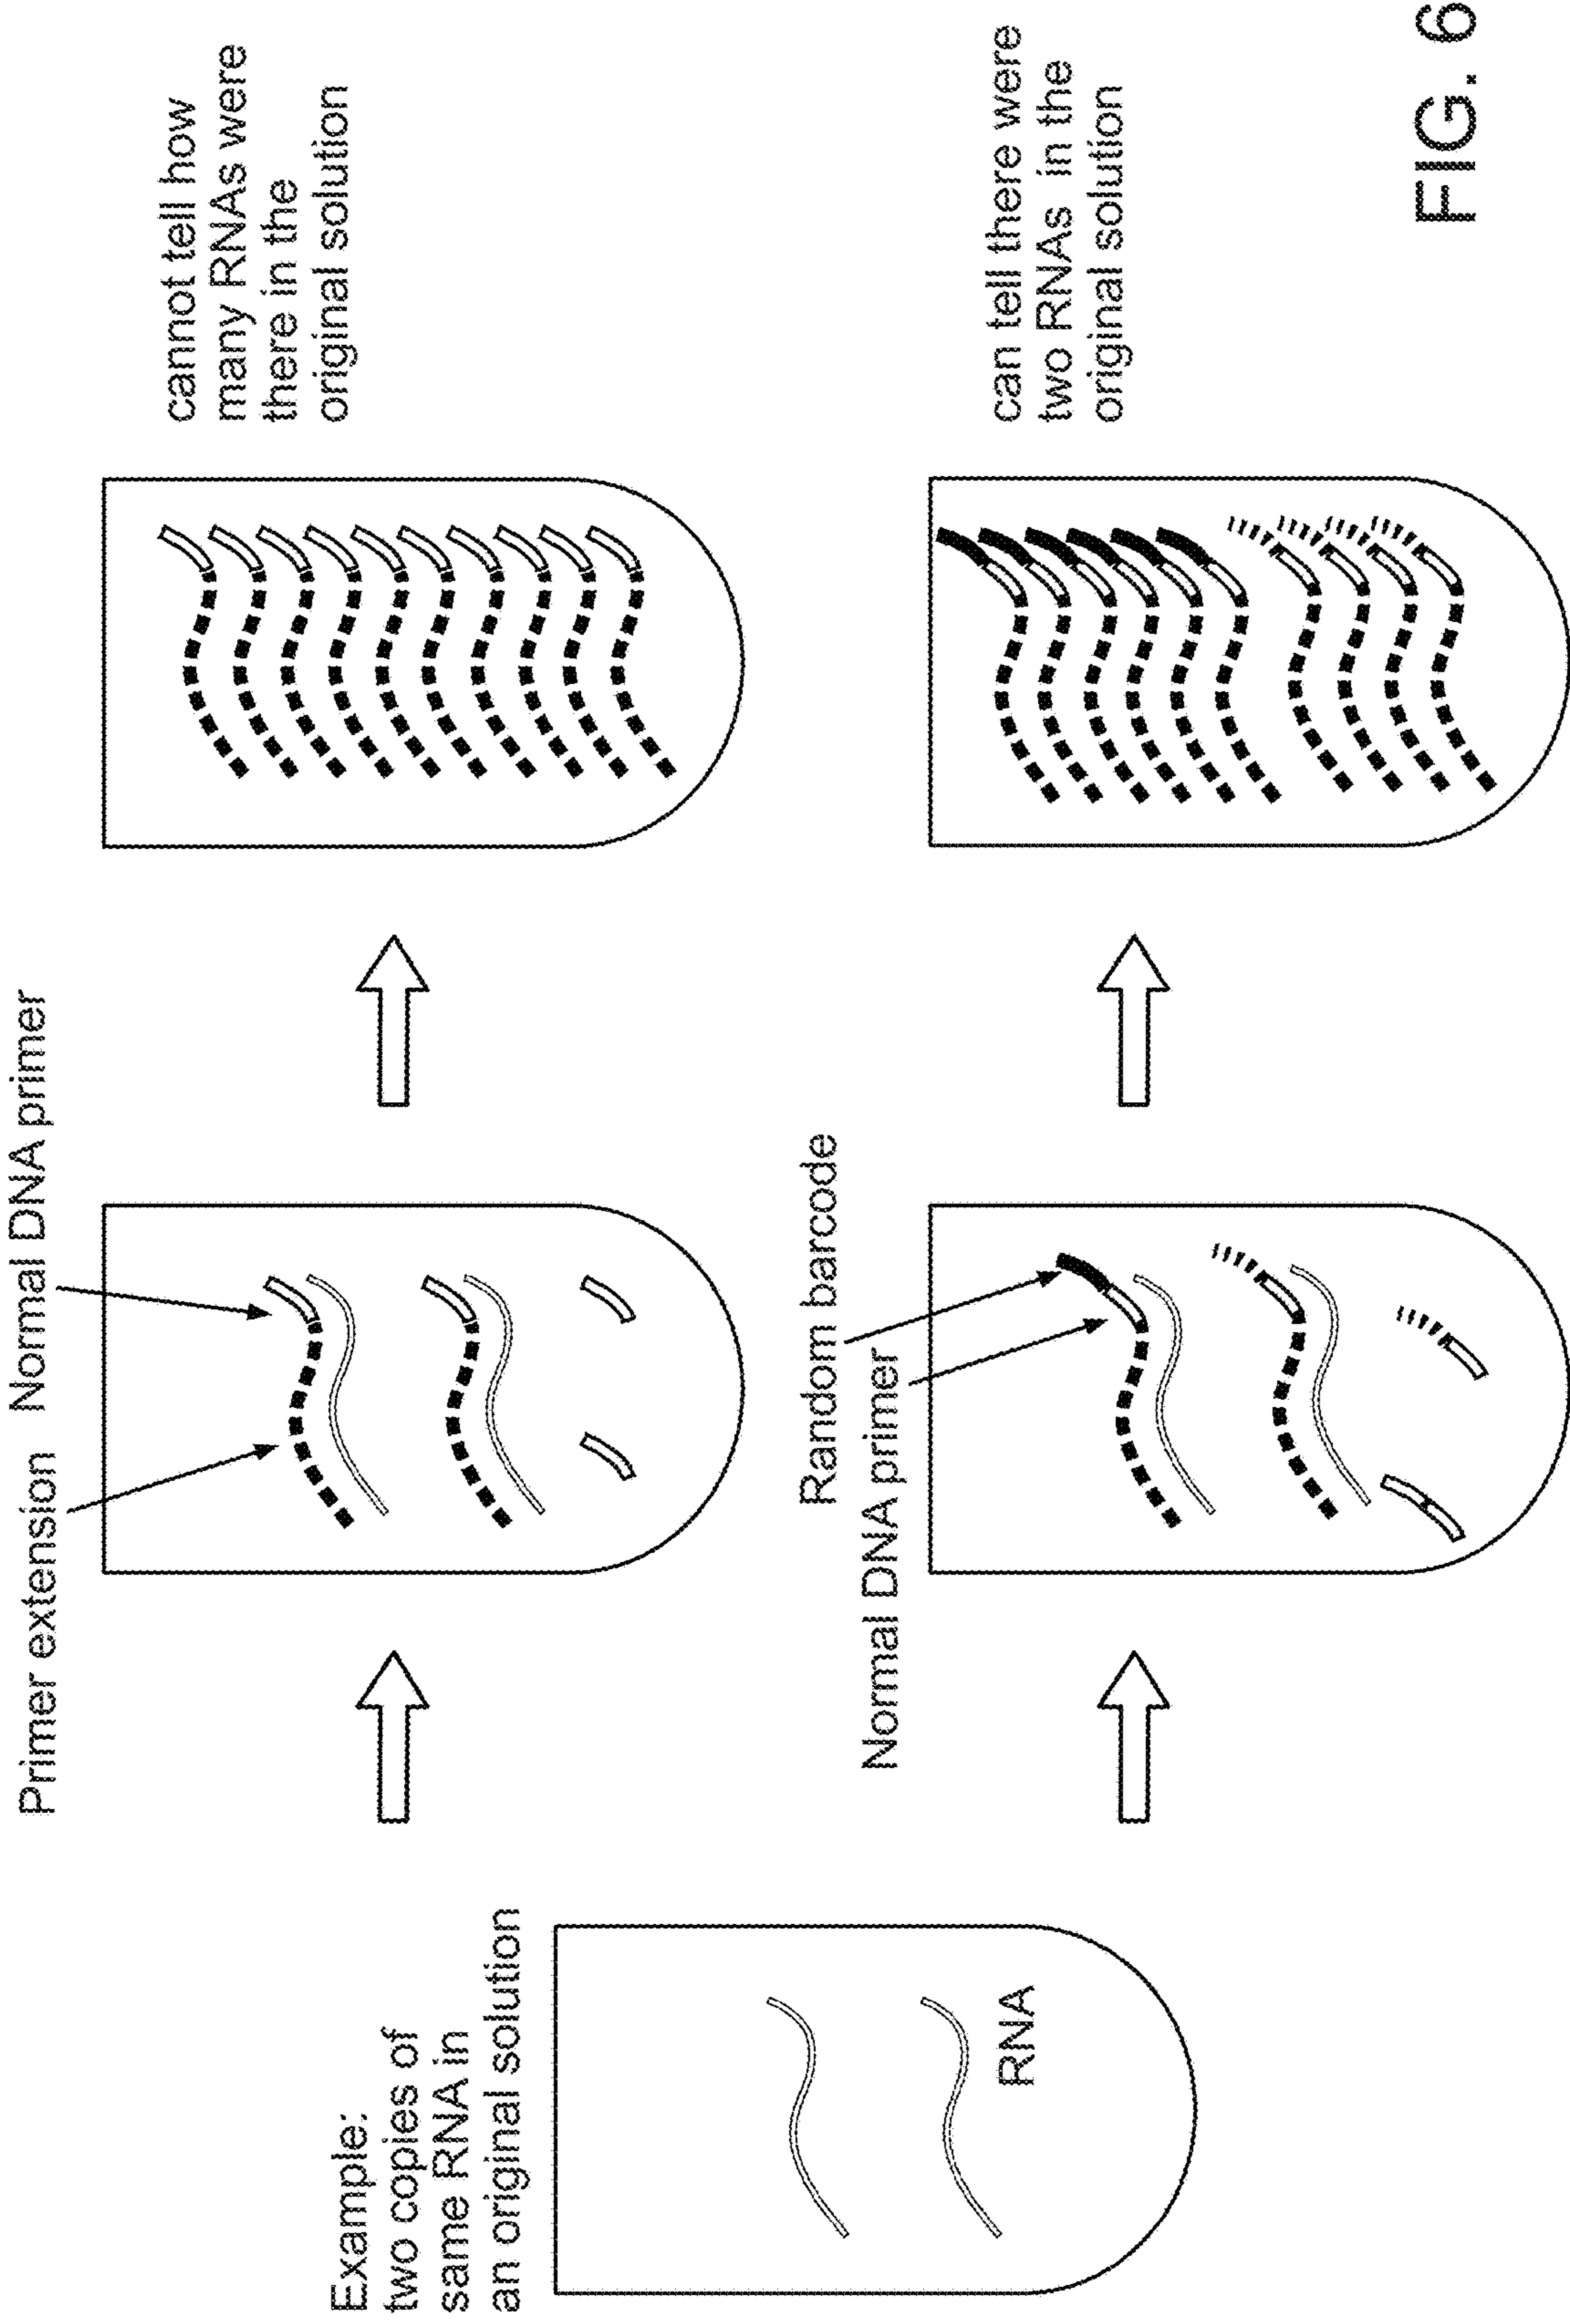 Example:
two copies of
same RNA in
an original solution
RNA
Primer extension
Normal DNA primer
cannot tell how
many RNAs were
there in the
original solution
Random barcode
Normal DNA primer
can tell there were
two RNAs in the
original solution
FIG. 6